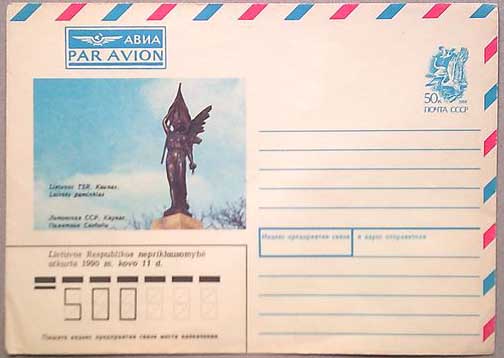 АВИА
PAR AVION
50к
ПОЧТА СССР
Lietuvos TSR. Kaunas.
Laisvės paminklas
Литовская ССР. Каунас.
Памятник Свободы
Индекс предприятия связи и адрес отправителя
Lietuvos Respublikos nepriklausomybė
atkurta 1990 m. kovo 11 d.
500
Пишите индекс предприятия связи места назначения